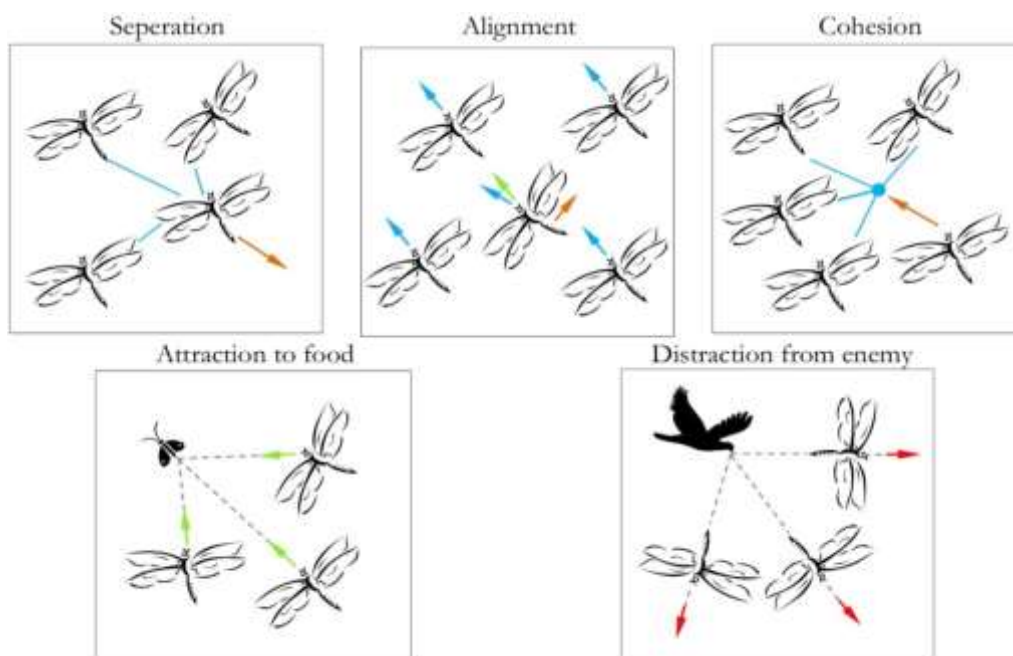 Seperation
Alignment
Cohesion
Attraction to food
Distraction from enemy